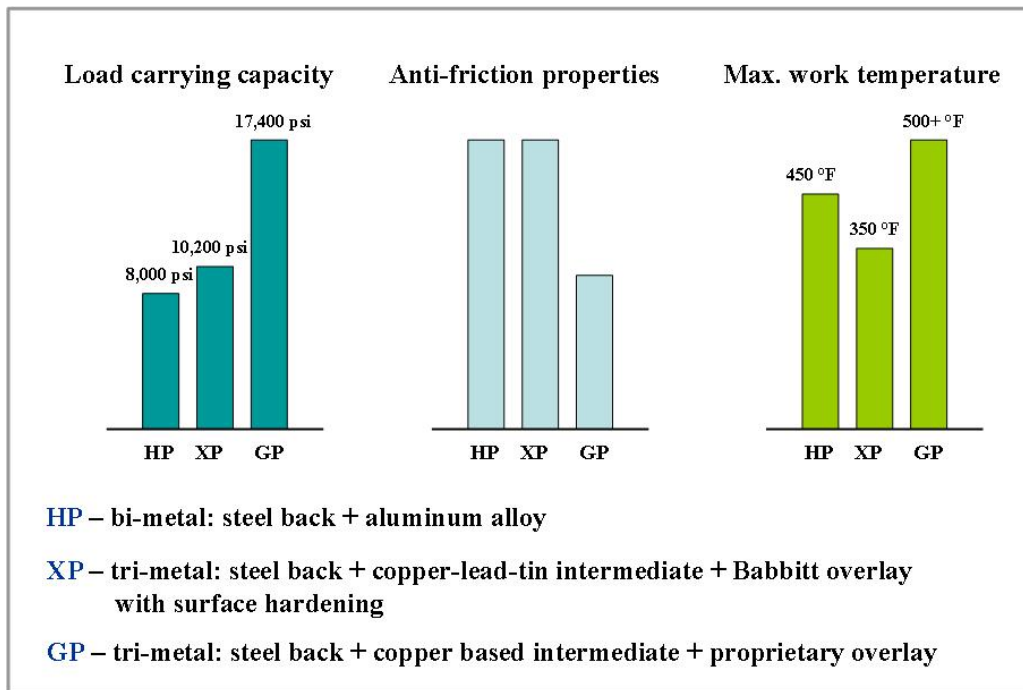 Load carrying capacity
17,400 psi
10,200 psi
8,000 psi
HP XP GP
Anti-friction properties
HP XP GP
Max. work temperature
500+ °F
450 °F
350 °F
HP XP GP
HP – bi-metal: steel back + aluminum alloy
XP – tri-metal: steel back + copper-lead-tin intermediate + Babbitt overlay
with surface hardening
GP – tri-metal: steel back + copper based intermediate + proprietary overlay